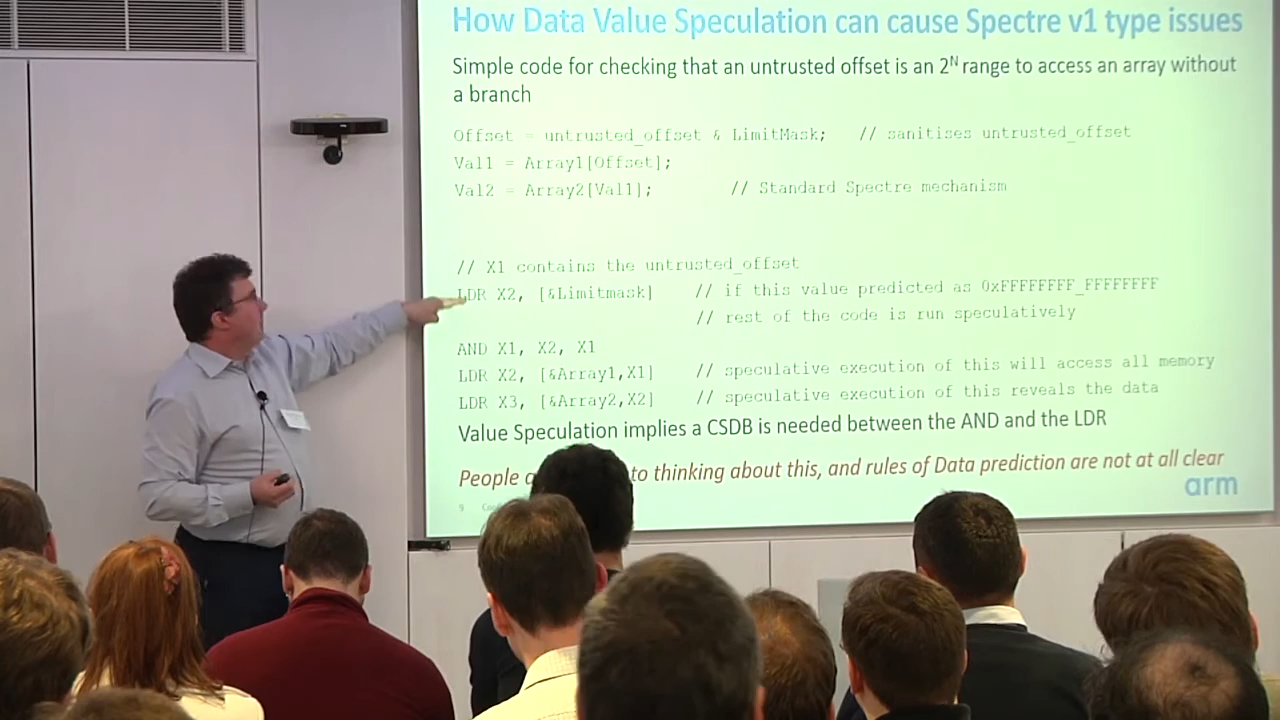 How Data Value Speculation can cause Spectre v1 type issues
Simple code for checking that an untrusted offset is an 2^N range to access an array without
a branch
Offset = untrusted_offset & LimitMask; // sanitises untrusted_offset
Val1 = Array1[Offset];
Val2 = Array2[Val1]; // Standard Spectre mechanism
// X1 contains the untrusted_offset
LDR X2, [&Limitmask] // if this value predicted as 0xFFFFFFFF_FFFFFFFF
// rest of the code is run speculatively
AND X1, X2, X1
LDR X2, [&Array1,X1] // speculative execution of this will access all memory
LDR X3, [&Array2,X2] // speculative execution of this reveals the data
Value Speculation implies a CSDB is needed between the AND and the LDR
People to thinking about this, and rules of Data prediction are not at all clear
arm
9